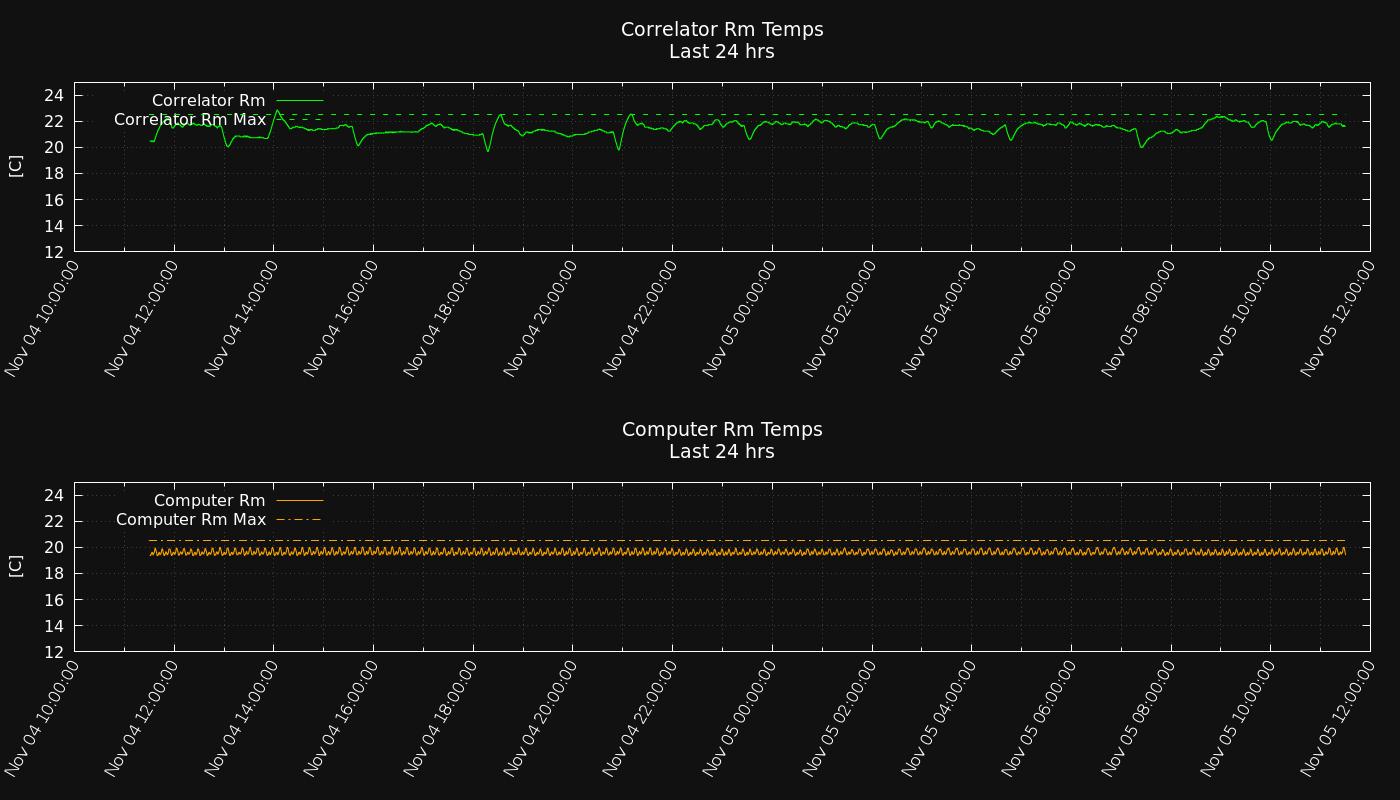 Correlator Rm Temps
Last 24 hrs
Correlator Rm
Correlator Rm Max
[C]
24
22
20
18
16
14
12
Nov 04 10:00:00
Nov 04 12:00:00
Nov 04 14:00:00
Nov 04 16:00:00
Nov 04 18:00:00
Nov 04 20:00:00
Nov 04 22:00:00
Nov 05 00:00:00
Nov 05 02:00:00
Nov 05 04:00:00
Nov 05 06:00:00
Nov 05 08:00:00
Nov 05 10:00:00
Nov 05 12:00:00
Computer Rm Temps
Last 24 hrs
Computer Rm
Computer Rm Max
[C]
24
22
20
18
16
14
12
Nov 04 10:00:00
Nov 04 12:00:00
Nov 04 14:00:00
Nov 04 16:00:00
Nov 04 18:00:00
Nov 04 20:00:00
Nov 04 22:00:00
Nov 05 00:00:00
Nov 05 02:00:00
Nov 05 04:00:00
Nov 05 06:00:00
Nov 05 08:00:00
Nov 05 10:00:00
Nov 05 12:00:00